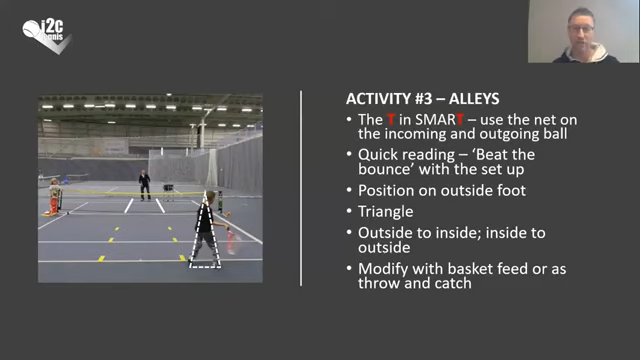 i2c
tennis
ACTIVITY #3 – ALLEYS
• The T in SMART – use the net on
the incoming and outgoing ball
• Quick reading – ‘Beat the
bounce’ with the set up
• Position on outside foot
• Triangle
• Outside to inside; inside to
outside
• Modify with basket feed or as
throw and catch